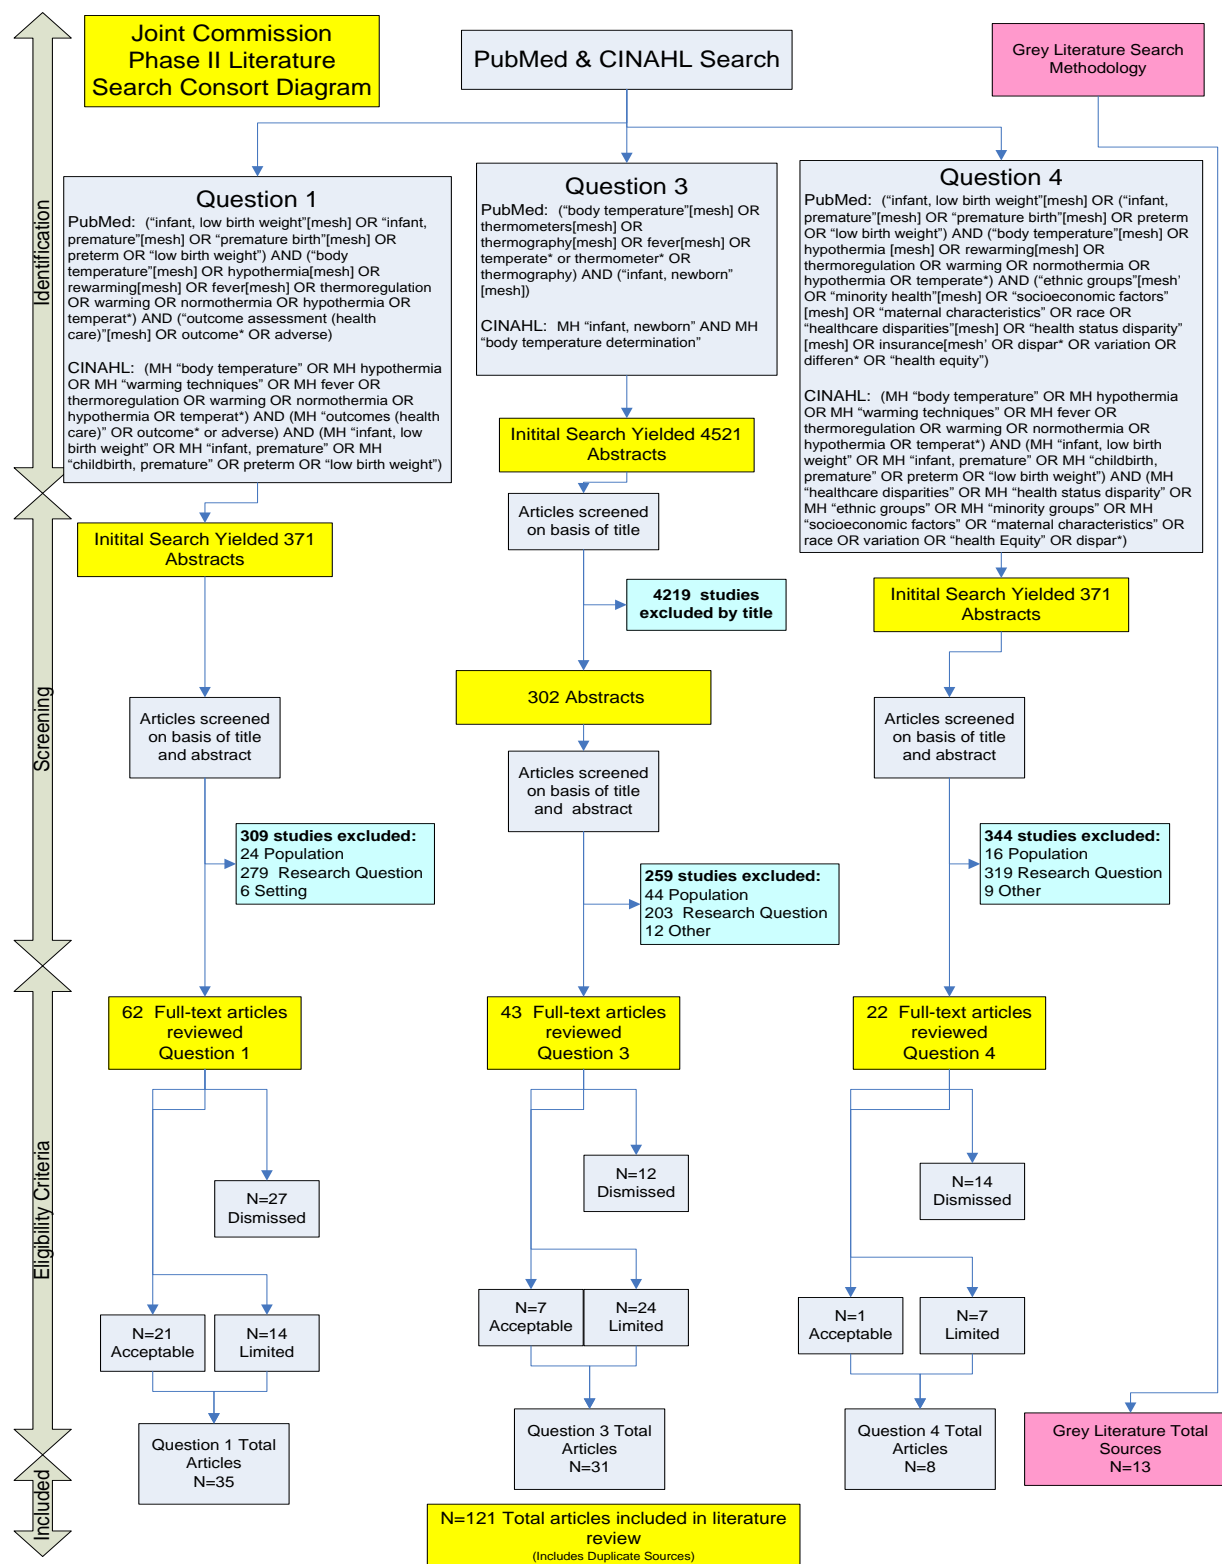 Joint Commission
Phase II Literature
Search Consort Diagram
PubMed & CINAHL Search
Grey Literature Search
Methodology
Identification
Question 1
PubMed: (“infant, low birth weight”[mesh] OR “infant,
premature”[mesh] OR “premature birth”[mesh] OR
preterm OR “low birth weight”) AND (“body
temperature”[mesh] OR hypothermia[mesh] OR
rewarming[mesh] OR fever[mesh] OR thermoregulation
OR warming OR normothermia OR hypothermia OR
temperat*) AND (“outcome assessment (health
care)”[mesh] OR outcome* OR adverse)
CINAHL: (MH “body temperature” OR MH hypothermia
OR MH “warming techniques” OR MH fever OR
thermoregulation OR warming OR normothermia OR
hypothermia OR temperat*) AND (MH “outcomes (health
care)” OR outcome* or adverse) AND (MH “infant, low
birth weight” OR MH “infant, premature” OR MH
“childbirth, premature” OR preterm OR “low birth weight”)
Question 3
PubMed: (“body temperature”[mesh] OR
thermometers[mesh] OR
thermography[mesh] OR fever[mesh] OR
temperate* or thermometer* OR
thermography) AND (“infant, newborn”
[mesh])
CINAHL: MH “infant, newborn” AND MH
“body temperature determination”
Question 4
PubMed: (“infant, low birth weight”[mesh] OR (“infant,
premature”[mesh] OR “premature birth”[mesh] OR preterm
OR “low birth weight”) AND (“body temperature”[mesh] OR
hypothermia [mesh] OR rewarming[mesh] OR
thermoregulation OR warming OR normothermia OR
hypothermia OR temperate*) AND (“ethnic groups”[mesh’
OR “minority health”[mesh] OR “socioeconomic factors”
[mesh] OR “maternal characteristics” OR race OR
“healthcare disparities”[mesh] OR “health status disparity”
[mesh] OR insurance[mesh’ OR dispar* OR variation OR
differen* OR “health equity”)
CINAHL: (MH “body temperature” OR MH hypothermia
OR MH “warming techniques” OR MH fever OR
thermoregulation OR warming OR normothermia OR
hypothermia OR temperat*) AND (MH “infant, low birth
weight” OR MH “infant, premature” OR MH “childbirth,
premature” OR preterm OR “low birth weight”) AND (MH
“healthcare disparities” OR MH “health status disparity” OR
MH “ethnic groups” OR MH “minority groups” OR MH
“socioeconomic factors” OR “maternal characteristics” OR
race OR variation OR “health Equity” OR dispar*)
Initital Search Yielded 4521
Abstracts
Screening
Initital Search Yielded 371
Abstracts
Articles screened
on basis of title
4219 studies
excluded by title
Initital Search Yielded 371
Abstracts
302 Abstracts
Articles screened
on basis of title
and abstract
Articles screened
on basis of title
and abstract
Articles screened
on basis of title
and abstract
309 studies excluded:
24 Population
279 Research Question
6 Setting
259 studies excluded:
44 Population
203 Research Question
12 Other
344 studies excluded:
16 Population
319 Research Question
9 Other
Eligibility Criteria
62 Full-text articles
reviewed
Question 1
43 Full-text articles
reviewed
Question 3
22 Full-text articles
reviewed
Question 4
N=27
Dismissed
N=12
Dismissed
N=14
Dismissed
N=21
Acceptable
N=14
Limited
N=7
Acceptable
N=24
Limited
N=1
Acceptable
N=7
Limited
Included
Question 1 Total
Articles
N=35
Question 3 Total
Articles
N=31
Question 4 Total
Articles
N=8
Grey Literature Total
Sources
N=13
N=121 Total articles included in literature
review
(Includes Duplicate Sources)